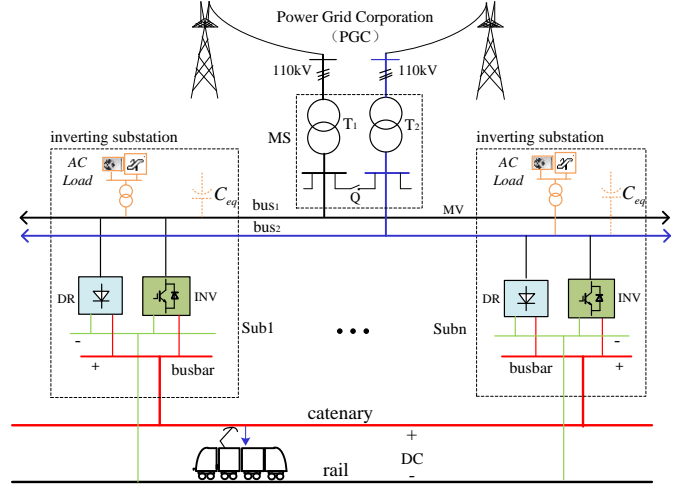 Power Grid Corporation
（PGC）
110kV
110kV
MS
T1
T2
Q
inverting substation
inverting substation
AC
Load
Ceq
AC
Load
Ceq
bus1
MV
bus2
DR
INV
DR
INV
Sub1
• • •
Subn
-
+
busbar
-
busbar
+
catenary
+
DC
-
rail